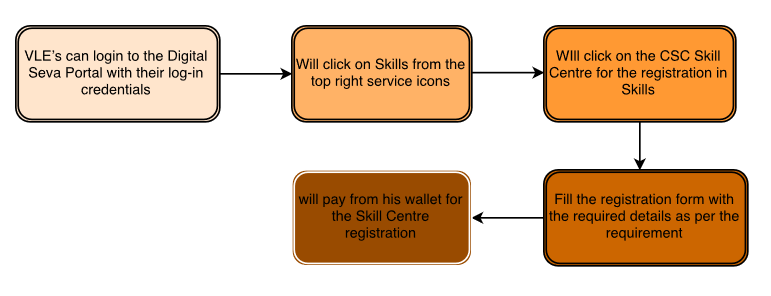 VLE's can login to the Digital
Seva Portal with their log-in
credentials
Will click on Skills from the
top right service icons
WIll click on the CSC Skill
Centre for the registration in
Skills
Fill the registration form with
the required details as per the
requirement
will pay from his wallet for
the Skill Centre
registration